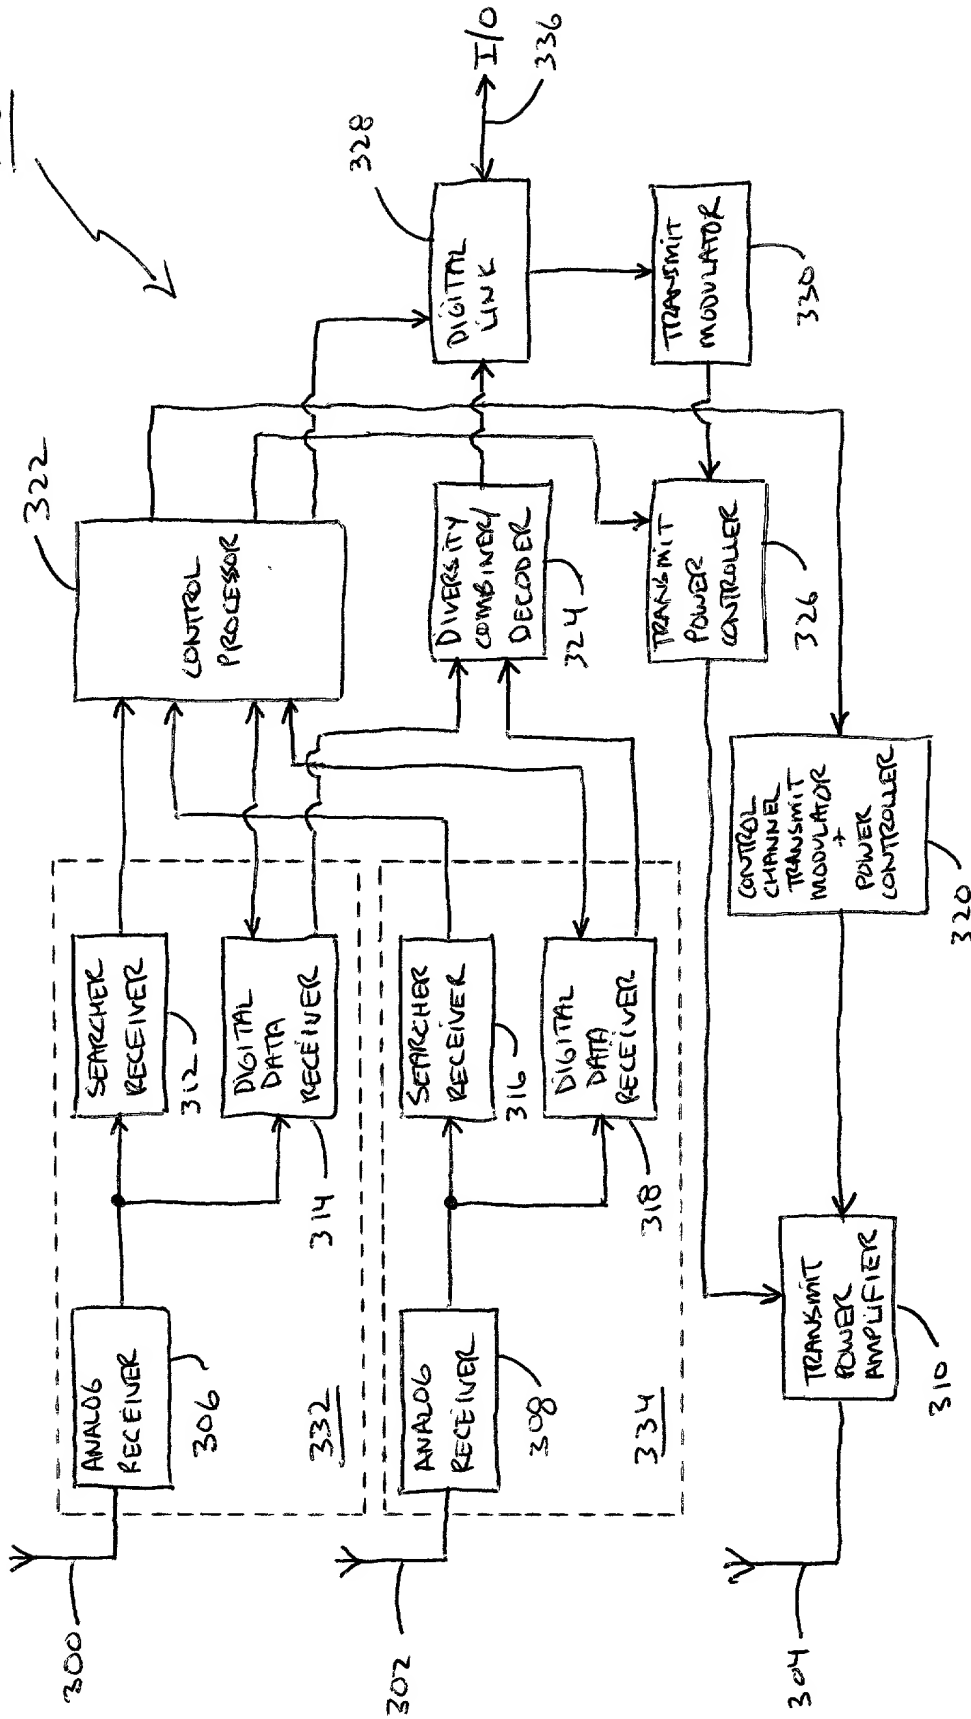 322
CONTROL
PROCESSOR
328
DIGITAL
LINK
I/O
336
SEARCHER
RECEIVER
312
ANALOG
RECEIVER
306
DIGITAL
DATA
RECEIVER
314
332
300
DIVERSITY
COMBINER/
DECODER
324
SEARCHER
RECEIVER
316
ANALOG
RECEIVER
308
DIGITAL
DATA
RECEIVER
318
334
302
TRANSMIT
POWER
CONTROLLER
326
TRANSMIT
MODULATOR
330
CONTROL
CHANNEL
TRANSMIT
MODULATOR
+
POWER
CONTROLLER
320
TRANSMIT
POWER
AMPLIFIER
310
304